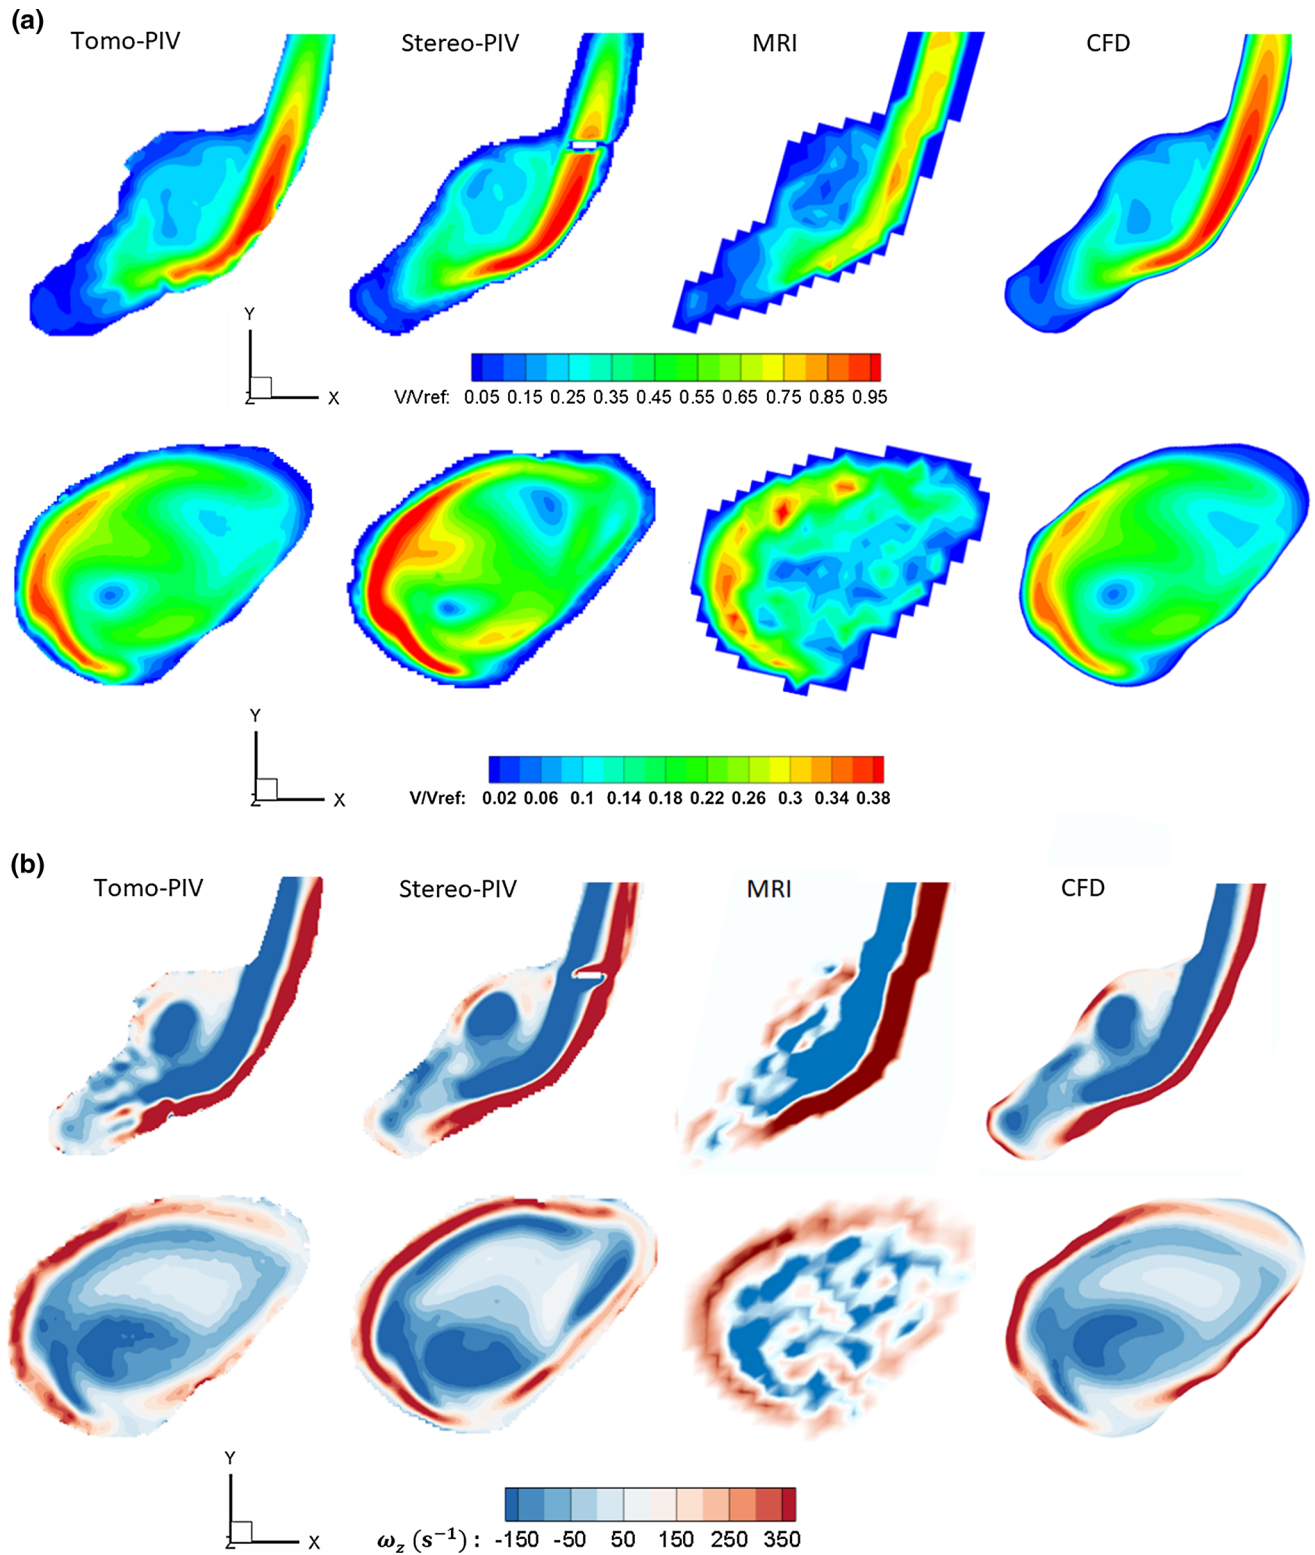 (a)
Tomo-PIV Stereo-PIV MRI CFD
Y
Z X
V/Vref: 0.05 0.15 0.25 0.35 0.45 0.55 0.65 0.75 0.85 0.95
Y
Z X
V/Vref: 0.02 0.06 0.1 0.14 0.18 0.22 0.26 0.3 0.34 0.38
(b)
Tomo-PIV Stereo-PIV MRI CFD
Y
Z X
ω_z (s⁻¹) : -150 -50 50 150 250 350